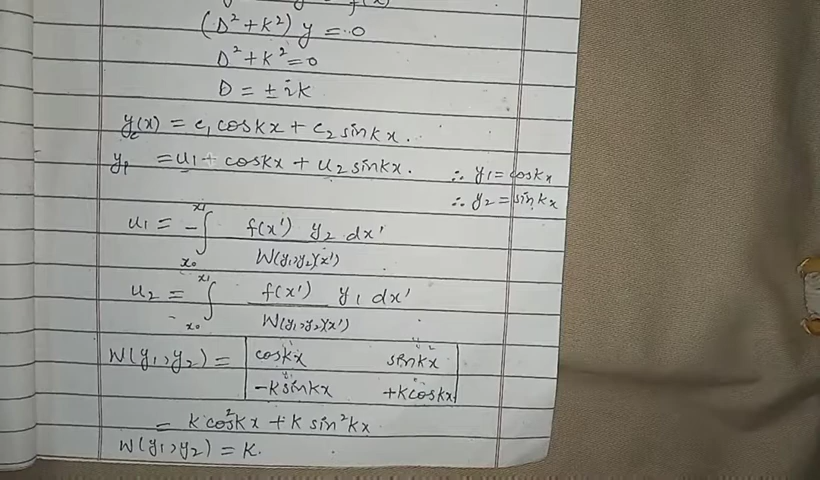 (D² + K²) y = 0
D² + K² = 0
D = ± iK
y_c(x) = c₁ cos Kx + c₂ sin Kx.
y_p = u₁ + cos Kx + u₂ sin Kx. ∴ y₁ = cos Kx
∴ y₂ = sin Kx
u₁ = - ∫_{x₀}^{x₁} f(x') y₂ dx' / W(y₁,y₂)(x')
u₂ = ∫_{x₀}^{x₁} f(x') y₁ dx' / W(y₁,y₂)(x')
W(y₁,y₂) = | cos Kx sin Kx |
| -K sin Kx +K cos Kx |
= K cos² Kx + K sin² Kx
W(y₁,y₂) = K.